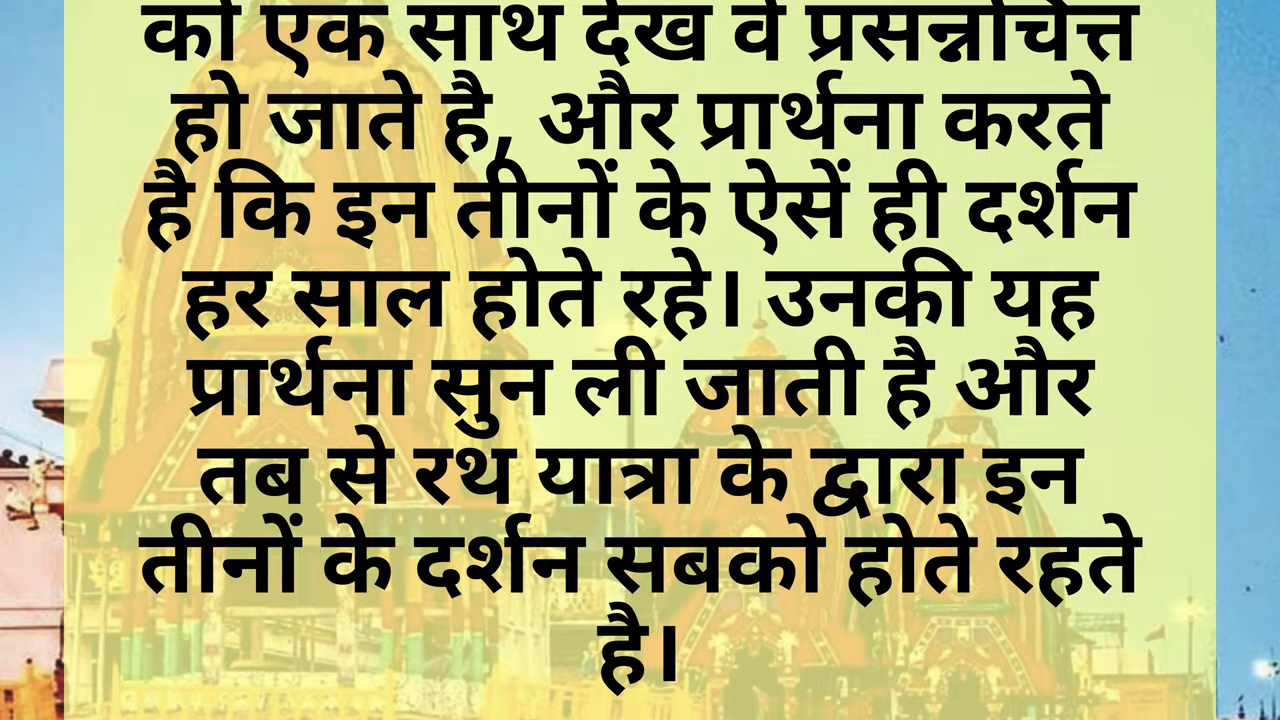 को एक साथ देख वे प्रसन्नचित्त
हो जाते है, और प्रार्थना करते
है कि इन तीनों के ऐसें ही दर्शन
हर साल होते रहे। उनकी यह
प्रार्थना सुन ली जाती है और
तब से रथ यात्रा के द्वारा इन
तीनों के दर्शन सबको होते रहते
है।